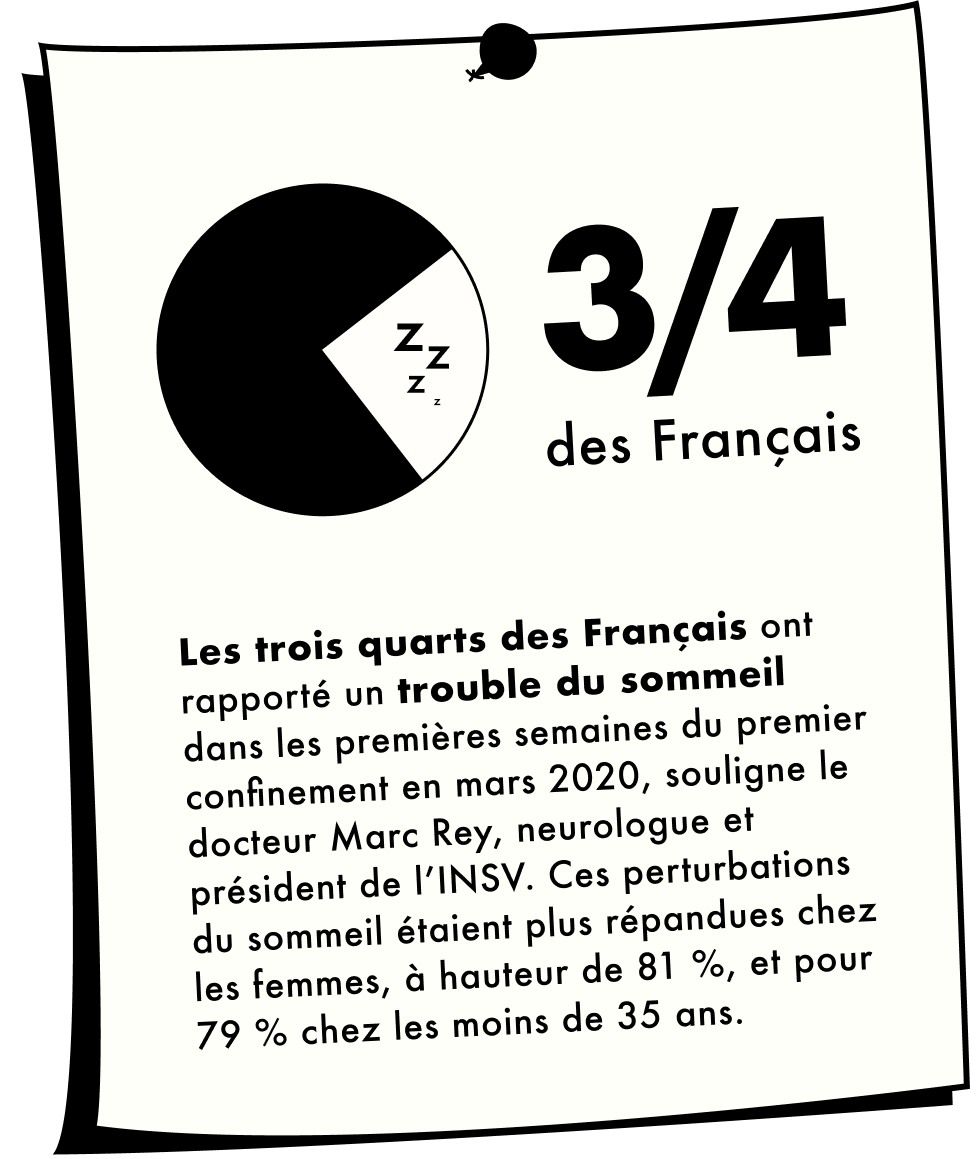 3/4
des Français
z
z
z
z
Les trois quarts des Français ont
rapporté un trouble du sommeil
dans les premières semaines du premier
confinement en mars 2020, souligne le
docteur Marc Rey, neurologue et
président de l’INSV. Ces perturbations
du sommeil étaient plus répandues chez
les femmes, à hauteur de 81 %, et pour
79 % chez les moins de 35 ans.